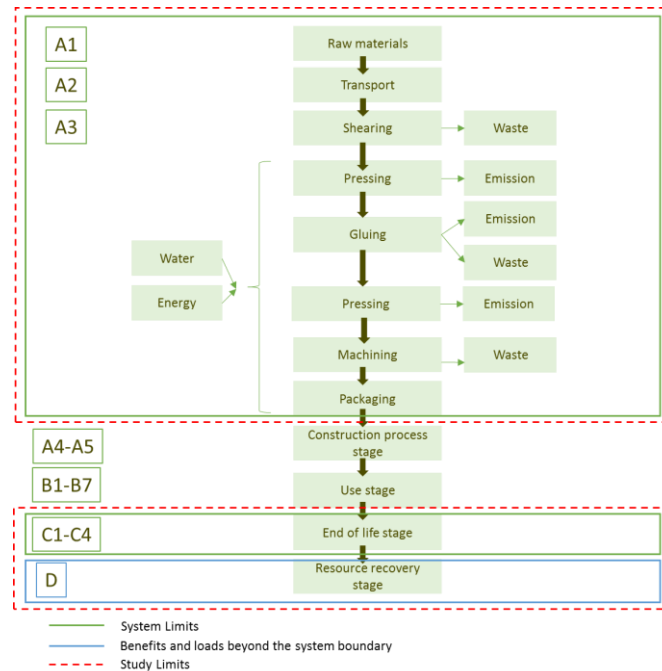 A1
Raw materials
A2
Transport
A3
Shearing
Waste
Pressing
Emission
Emission
Gluing
Water
Waste
Energy
Pressing
Emission
Machining
Waste
Packaging
A4-A5
Construction process
stage
B1-B7
Use stage
C1-C4
End of life stage
D
Resource recovery
stage
System Limits
Benefits and loads beyond the system boundary
Study Limits